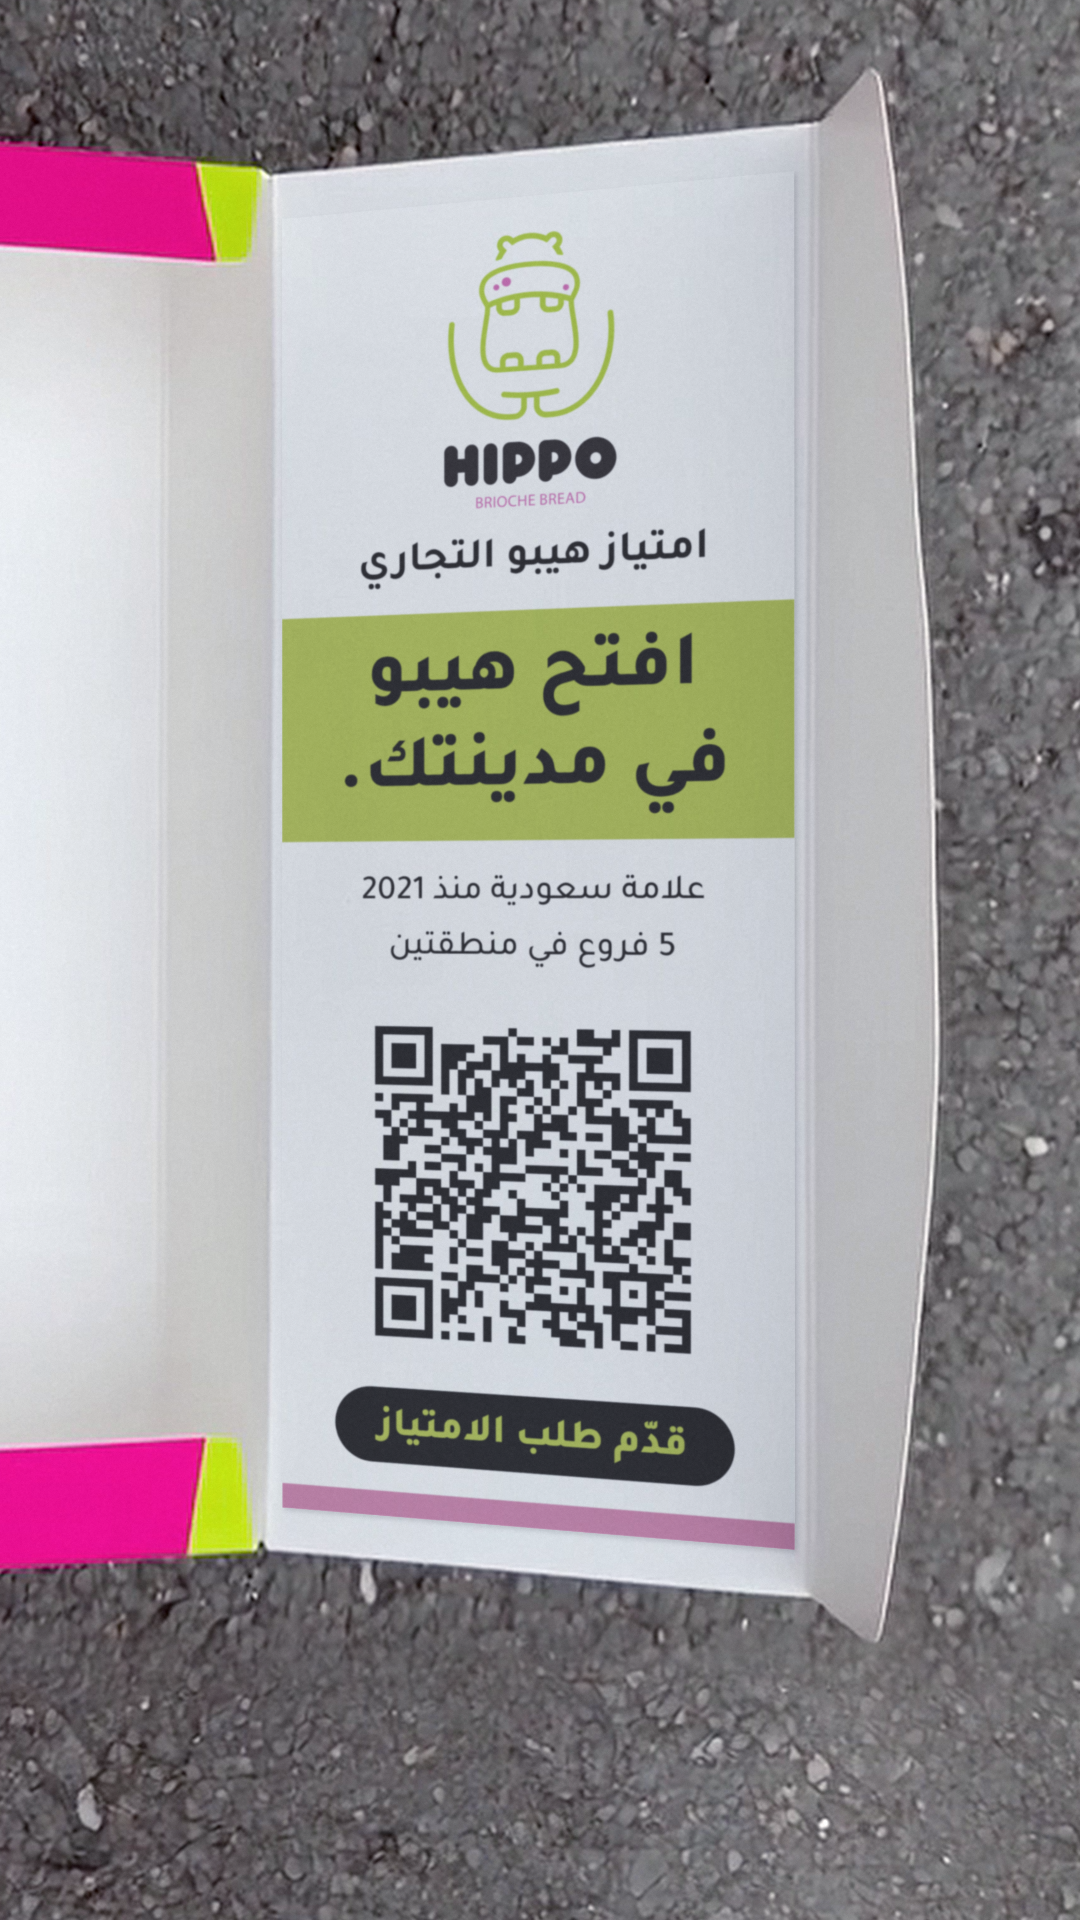 HIPPO
BRIOCHE BREAD
امتياز هيبو التجاري
افتح هيبو
في مدينتك.
علامة سعودية منذ 2021
5 فروع في منطقتين
قدّم طلب الامتياز